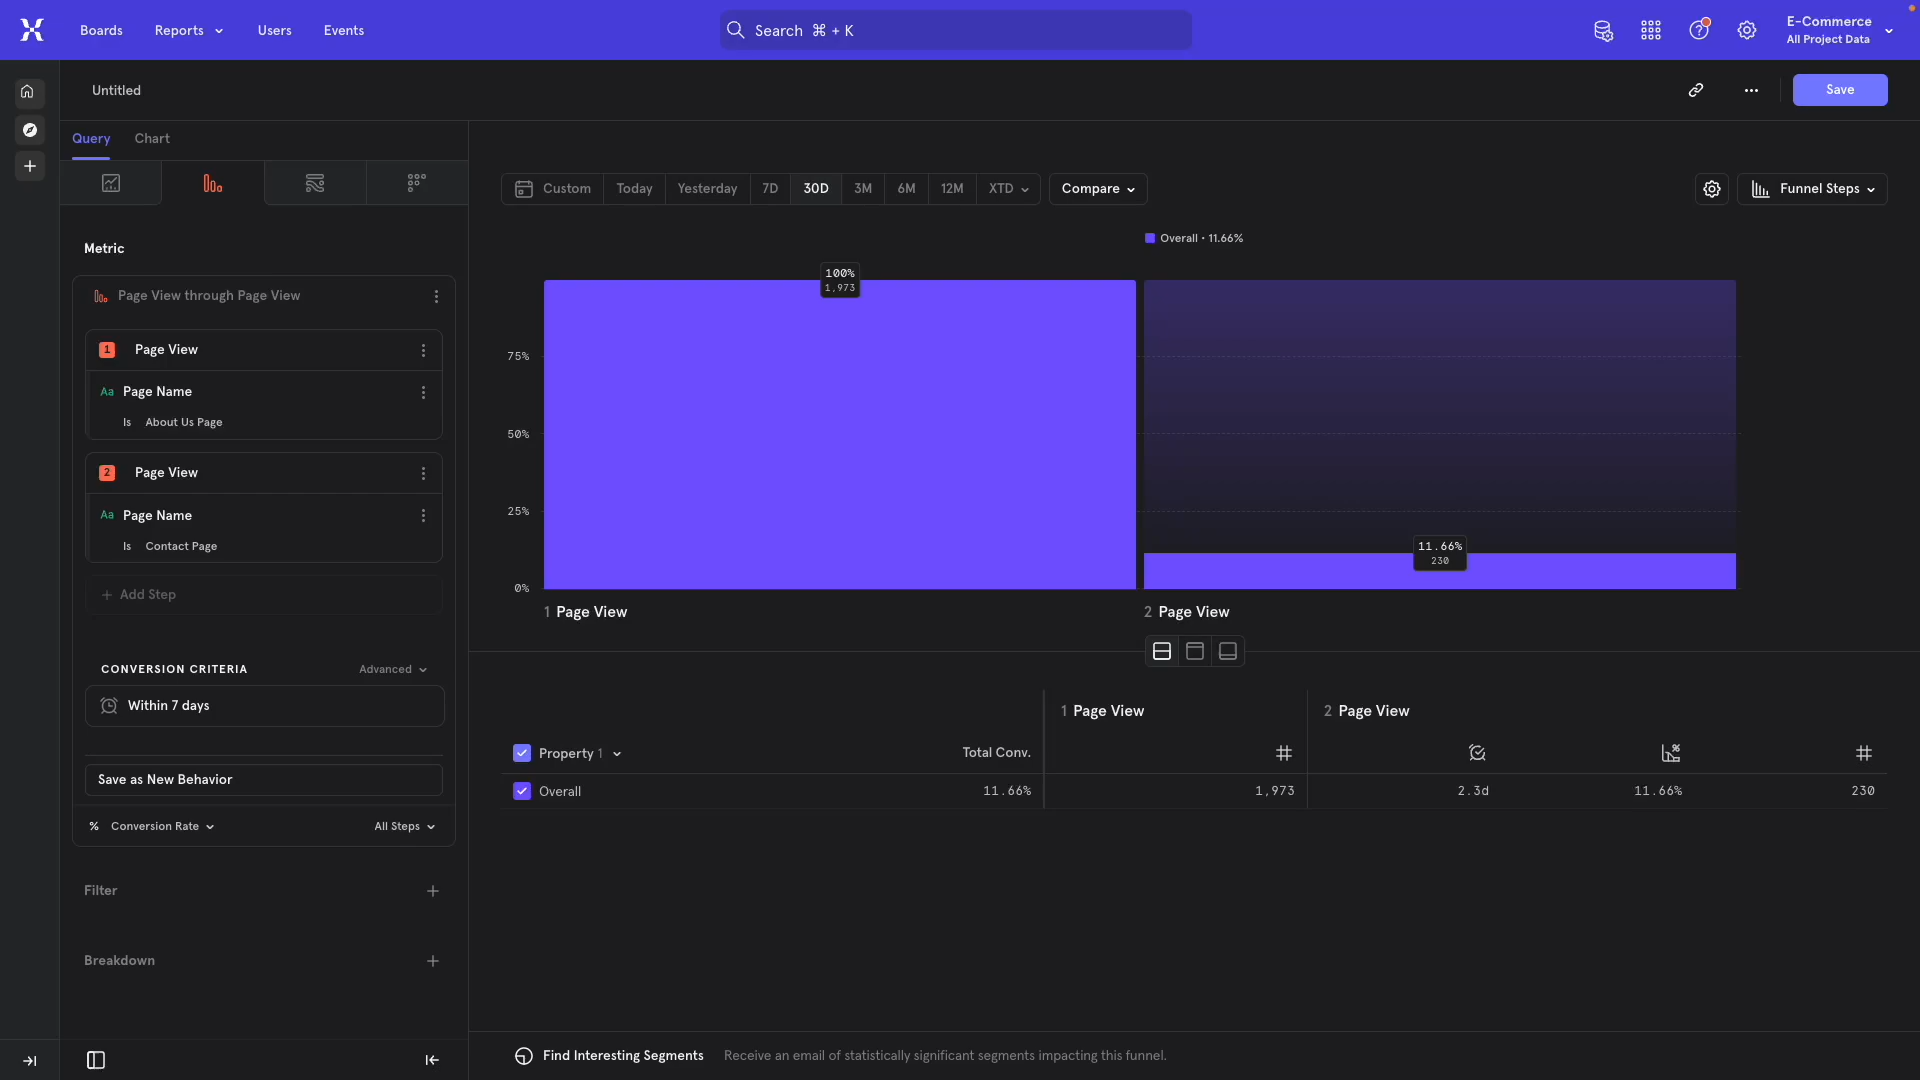 Boards
Reports
Users
Events
Search ⌘ + K
E-Commerce
All Project Data
Untitled
Save
Query
Chart
Metric
Page View through Page View
1 Page View
Aa Page Name
Is About Us Page
2 Page View
Aa Page Name
Is Contact Page
+ Add Step
CONVERSION CRITERIA
Advanced
Within 7 days
Save as New Behavior
% Conversion Rate
All Steps
Filter
Breakdown
Custom
Today
Yesterday
7D
30D
3M
6M
12M
XTD
Compare
Funnel Steps
Overall • 11.66%
100%
1,973
75%
50%
25%
0%
11.66%
230
1 Page View
2 Page View
1 Page View
2 Page View
Property 1
Total Conv.
Overall
11.66%
1,973
2.3d
11.66%
230
Find Interesting Segments
Receive an email of statistically significant segments impacting this funnel.